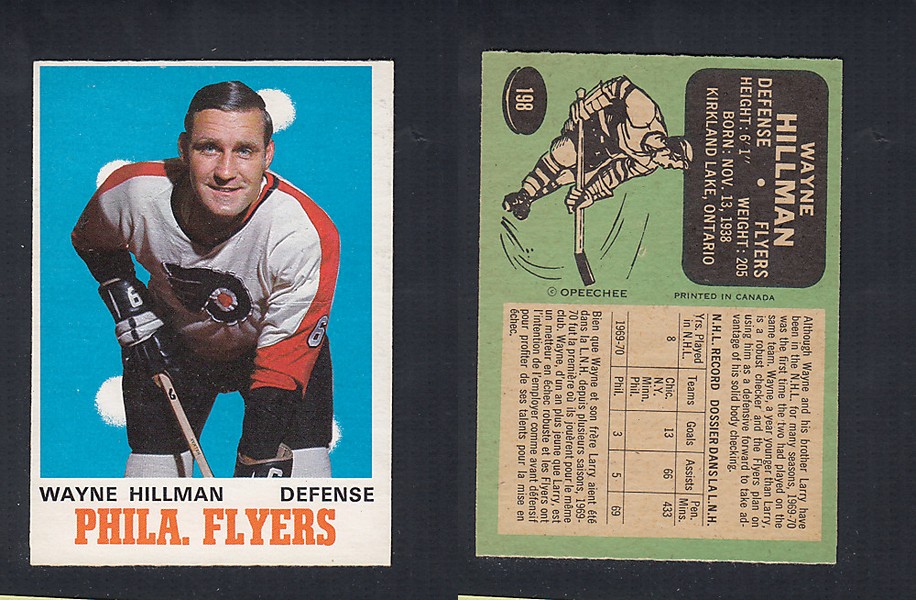 6
6
WAYNE HILLMAN DEFENSE
PHILA. FLYERS
198
WAYNE
HILLMAN
DEFENSE • FLYERS
HEIGHT: 6'1" WEIGHT: 205
BORN: NOV. 13, 1938
KIRKLAND LAKE, ONTARIO
© OPEECHEE PRINTED IN CANADA
Although Wayne and his brother Larry have
been in the N.H.L. for many seasons, 1969-70
was the first time the two had played on the
same team. Wayne, a year younger than Larry,
is a robust checker and the Flyers plan on
using him as a defensive forward to take ad-
vantage of his solid body checking.
N.H.L. RECORD DOSSIER DANS LA L.N.H.
Yrs. Played in N.H.L. Teams Goals Assists Pen. Mins.
8 Chic. N.Y. Minn. Phil. 13 66 433
1969-70 Phil. 3 5 69
Bien que Wayne et son frère Larry aient été
dans la L.N.H. depuis plusieurs saisons, 1969-
70 fut la première où ils jouèrent pour le même
club. Wayne, d'un an plus jeune que Larry, est
un metteur en échec robuste et les Flyers ont
l'intention de l'employer comme avant défensif
pour profiter de ses talents pour la mise en
échec.